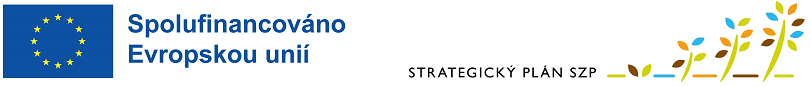 Spolufinancováno
Evropskou unií
STRATEGICKÝ PLÁN SZP